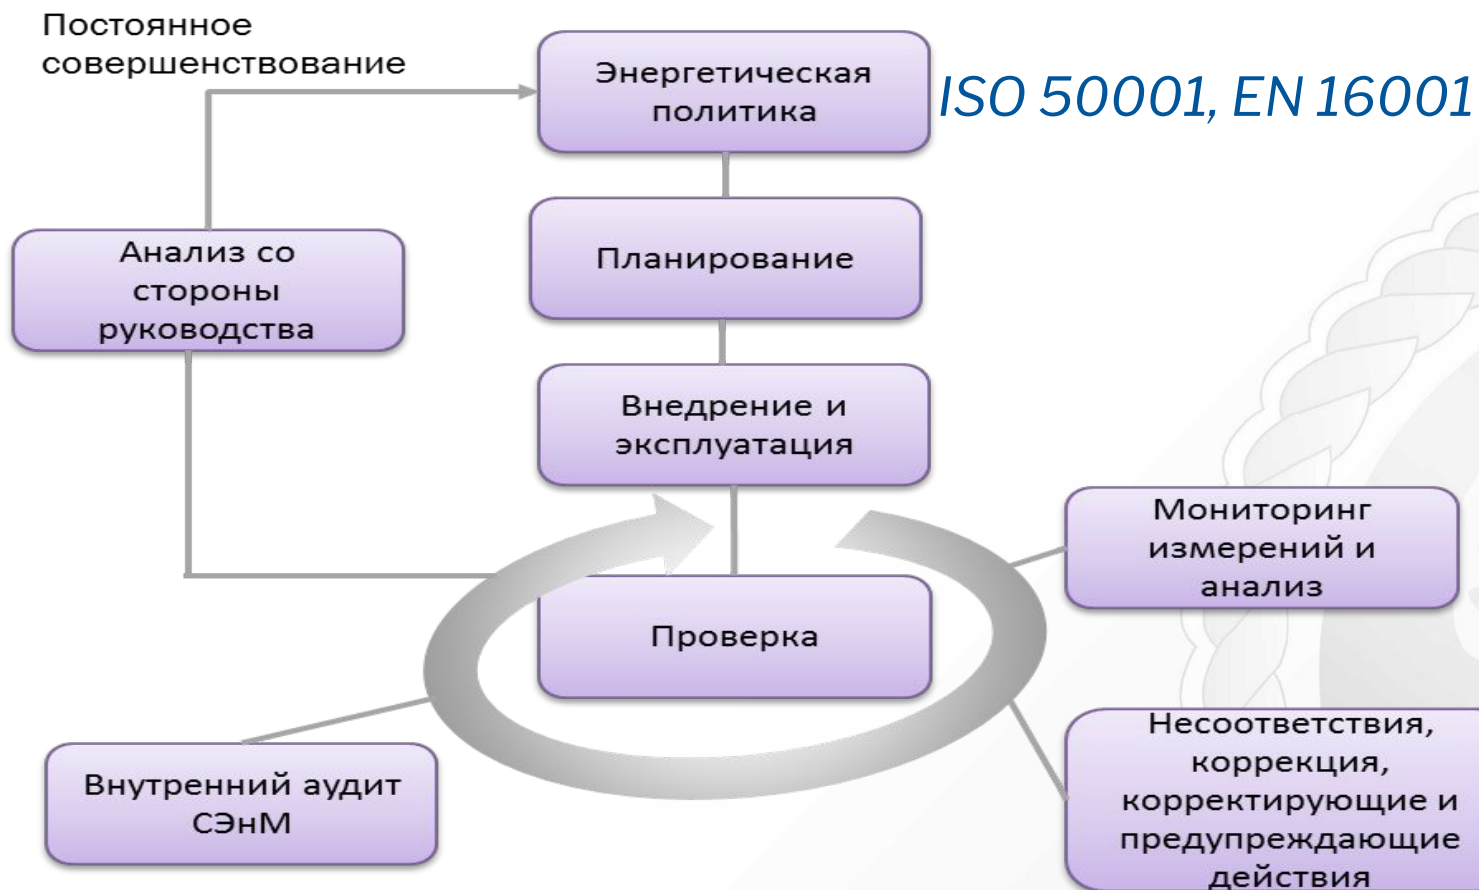 Постоянное
совершенствование
Энергетическая
политика
ISO 50001, EN 16001
Анализ со
стороны
руководства
Планирование
Внедрение и
эксплуатация
Мониторинг
измерений и
анализ
Проверка
Внутренний аудит
СЭнМ
Несоответствия,
коррекция,
корректирующие и
предупреждающие
действия